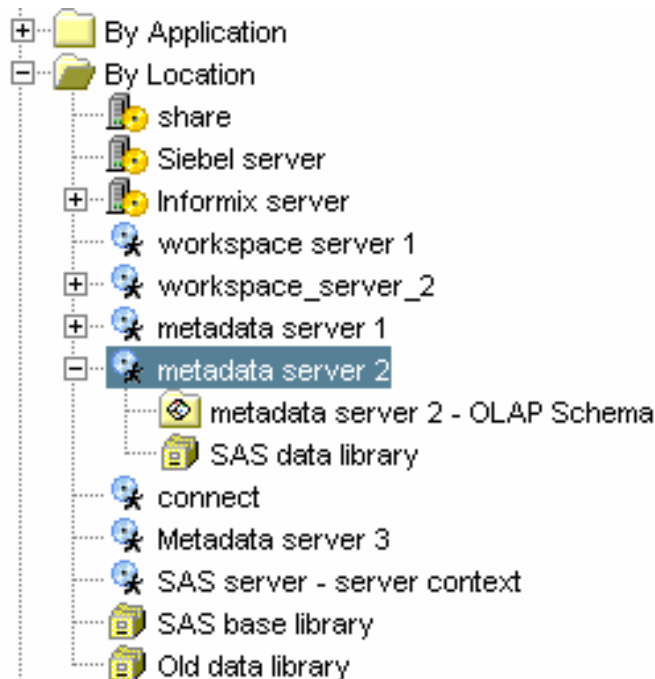 By Application
By Location
share
Siebel server
Informix server
workspace server 1
workspace_server_2
metadata server 1
metadata server 2
metadata server 2 - OLAP Schema
SAS data library
connect
Metadata server 3
SAS server - server context
SAS base library
Old data library